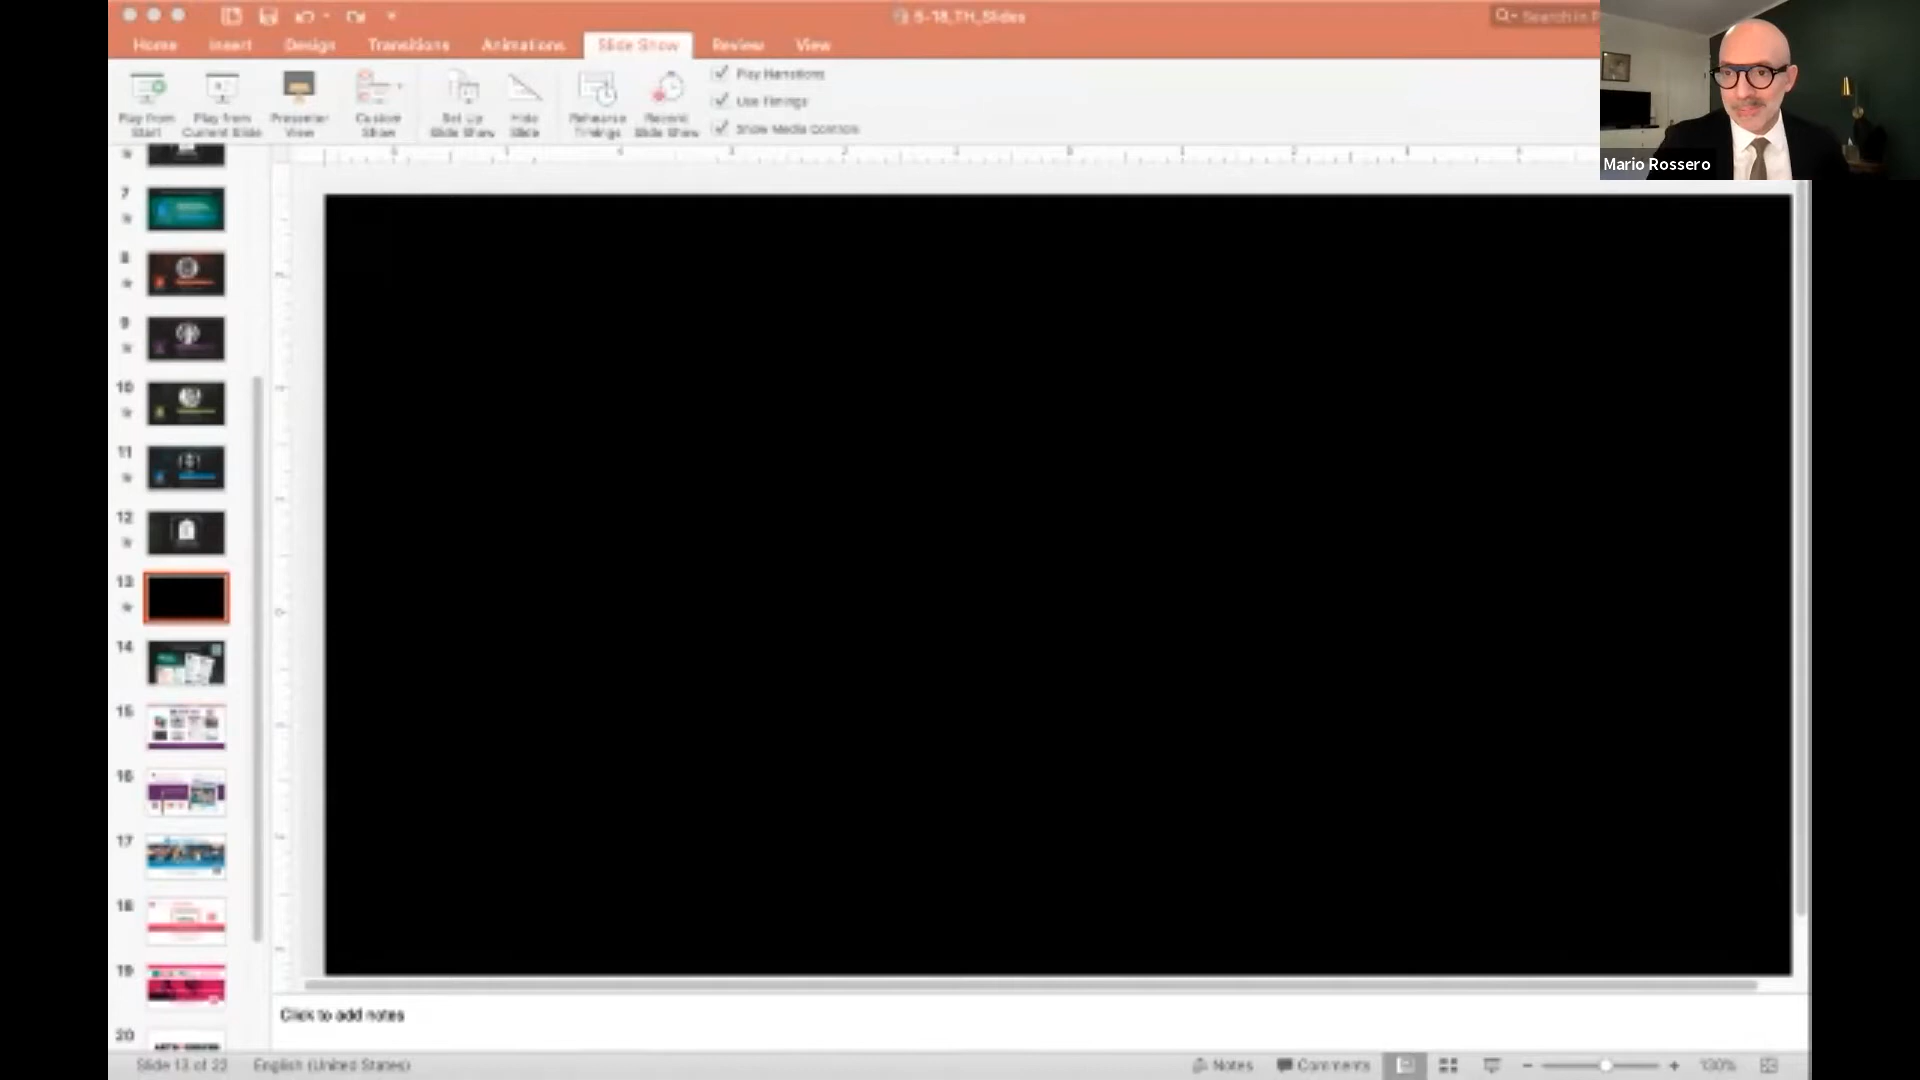 5-18_TH_Slides
Search in P
Home Insert Design Transitions Animations Slide Show Review View
Play from Start
Play from Current Slide
Presenter View
Custom Show
Set Up Slide Show
Hide Slide
Rehearse Timings
Record Slide Show
Play Narrations
Use Timings
Show Media Controls
Mario Rossero
7
8
9
10
11
12
13
14
15
16
17
18
19
20
Click to add notes
Slide 13 of 22 English (United States) Notes Comments 130%